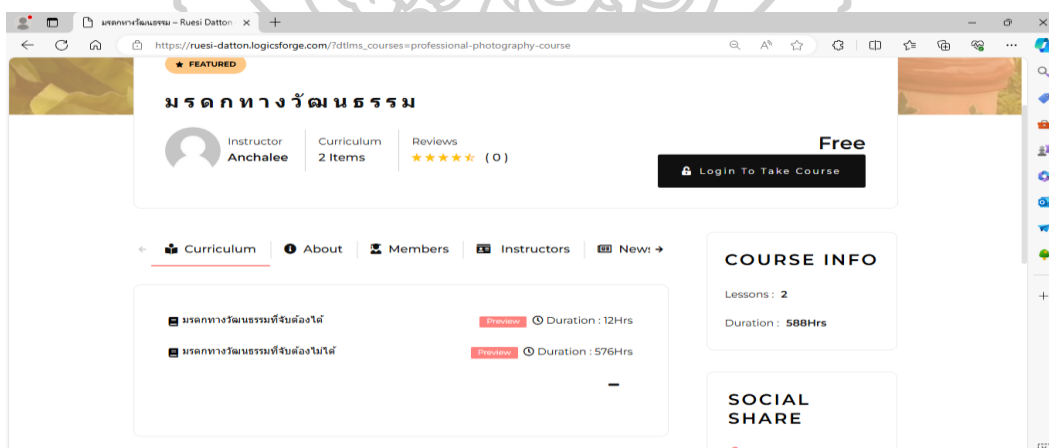 มรดกทางวัฒนธรรม – Ruesi Datton
https://ruesi-datton.logicsforge.com/?dtlms_courses=professional-photography-course
FEATURED
มรดกทางวัฒนธรรม
Instructor
Anchalee
Curriculum
2 Items
Reviews
(0)
Free
Login To Take Course
Curriculum About Members Instructors News
COURSE INFO
Lessons : 2
Duration : 588Hrs
มรดกทางวัฒนธรรมที่จับต้องได้ Preview Duration : 12Hrs
มรดกทางวัฒนธรรมที่จับต้องไม่ได้ Preview Duration : 576Hrs
SOCIAL
SHARE